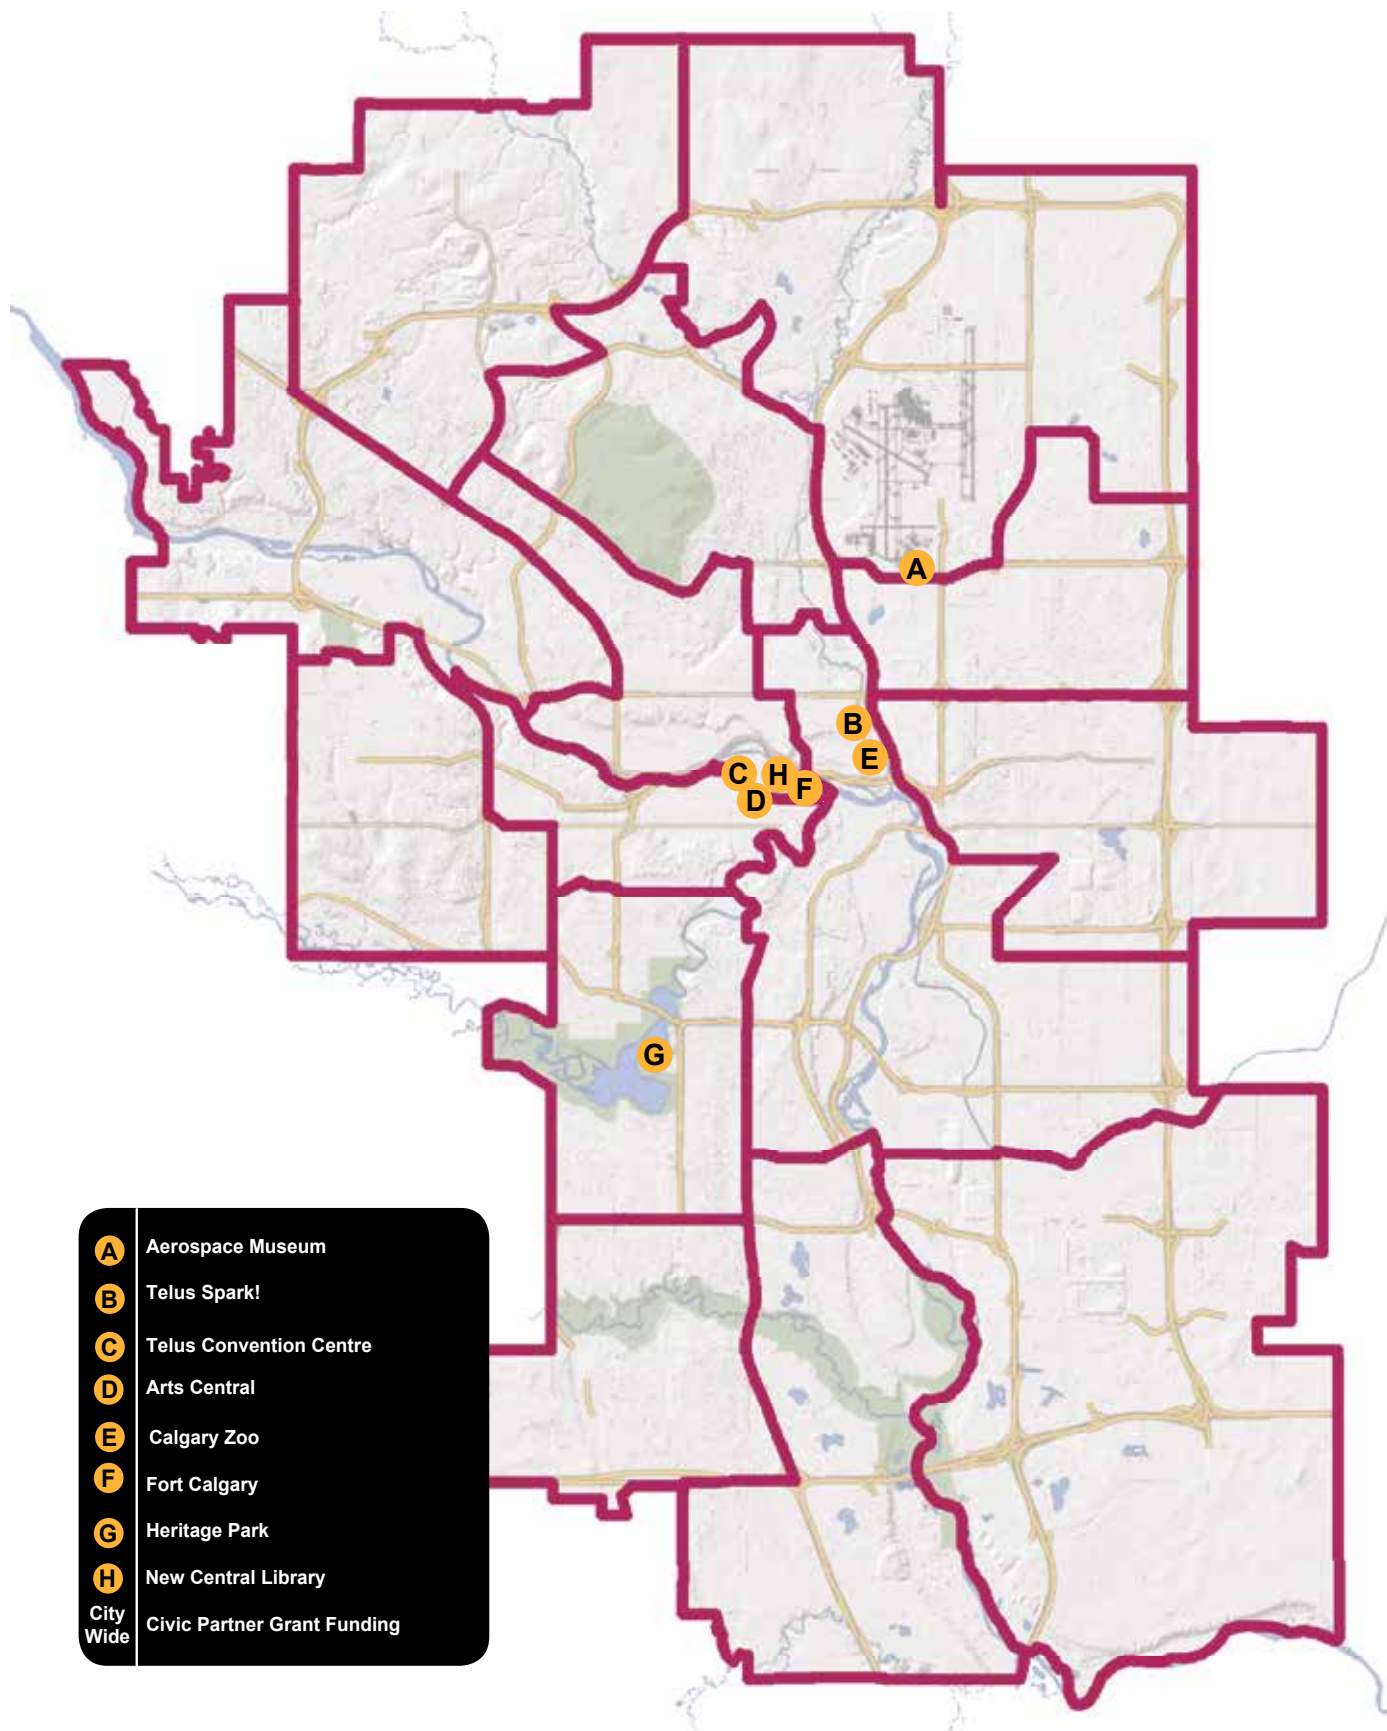 A
B
E
C
H
F
D
G
A Aerospace Museum
B Telus Spark!
C Telus Convention Centre
D Arts Central
E Calgary Zoo
F Fort Calgary
G Heritage Park
H New Central Library
City Wide Civic Partner Grant Funding